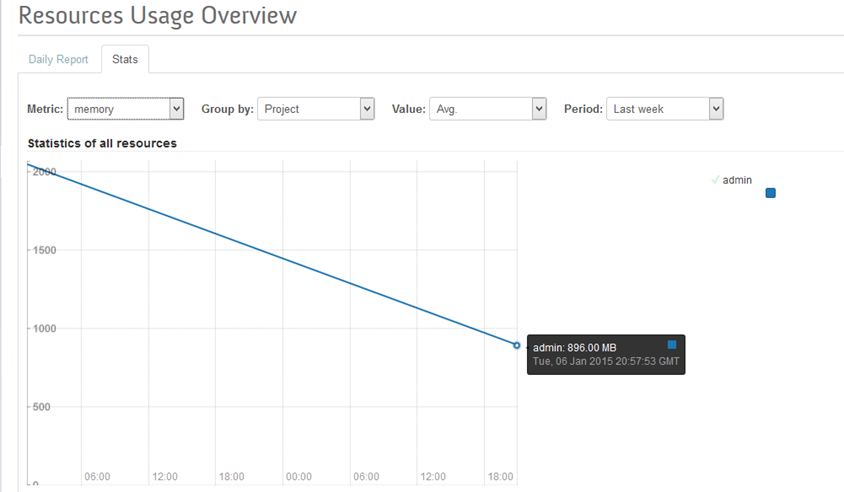 Resources Usage Overview
Daily Report Stats
Metric: memory Group by: Project Value: Avg. Period: Last week
Statistics of all resources
2000
admin
1500
1000
admin: 896.00 MB
Tue, 06 Jan 2015 20:57:53 GMT
500
06:00 12:00 18:00 00:00 06:00 12:00 18:00
0